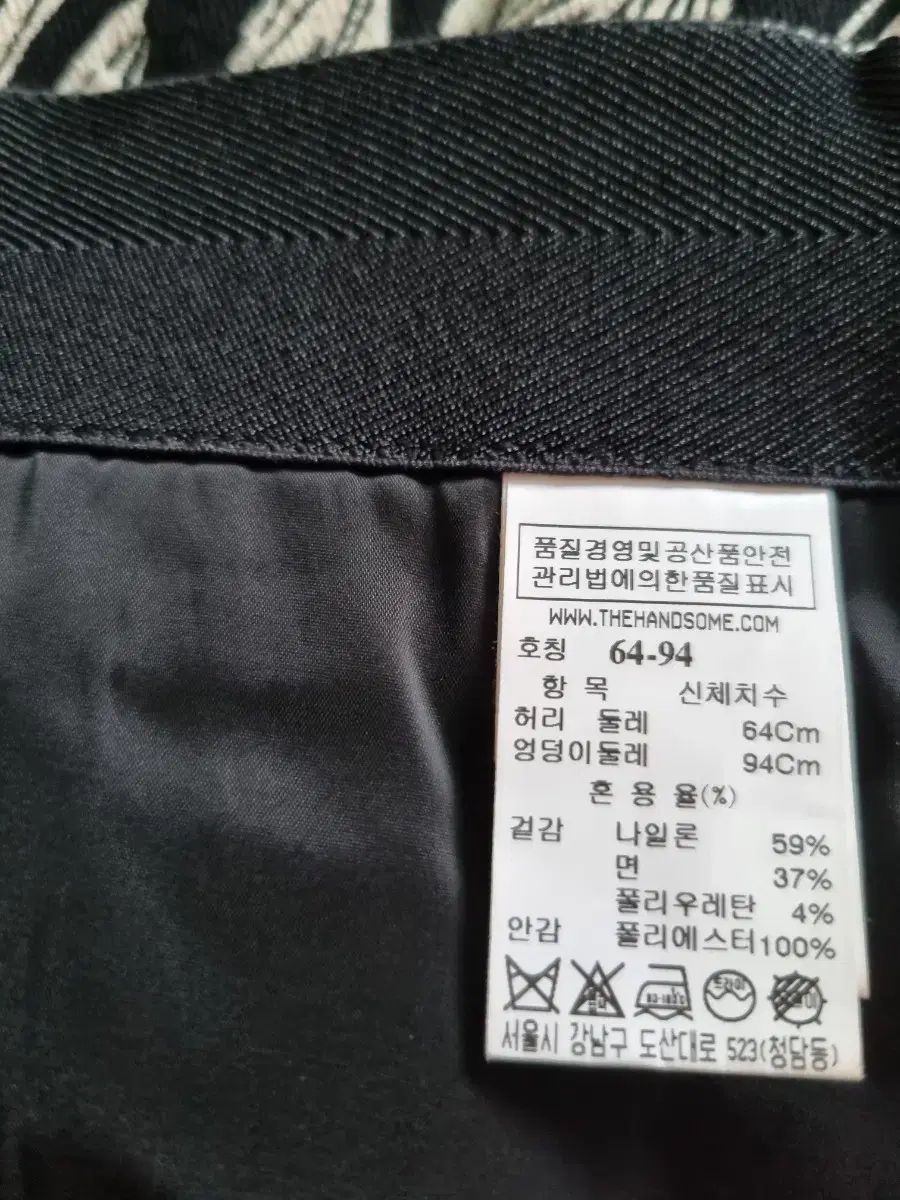 품질경영및공산품안전
관리법에의한품질표시
WWW.THEHANDSOME.COM
호칭 64-94
항 목 신체치수
허리 둘레 64Cm
엉덩이둘레 94Cm
혼 용 율(%)
겉감 나일론 59%
면 37%
폴리우레탄 4%
안감 폴리에스터100%
드라이
서울시 강남구 도산대로 523(청담동)